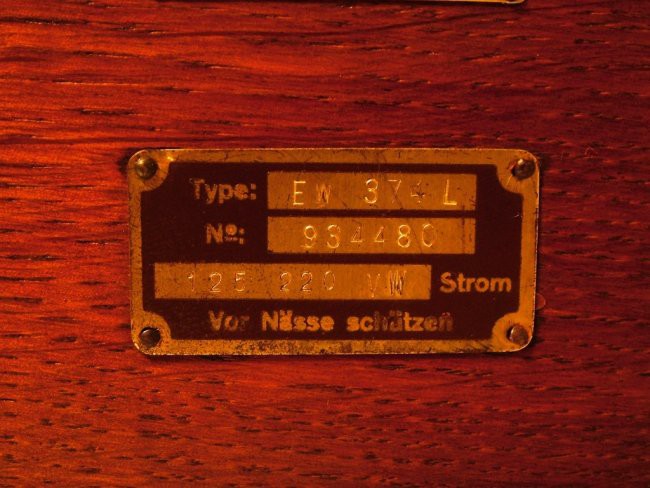 Type: EW 374 L
Nº: 934480
125 220 VW Strom
Vor Nässe schützen